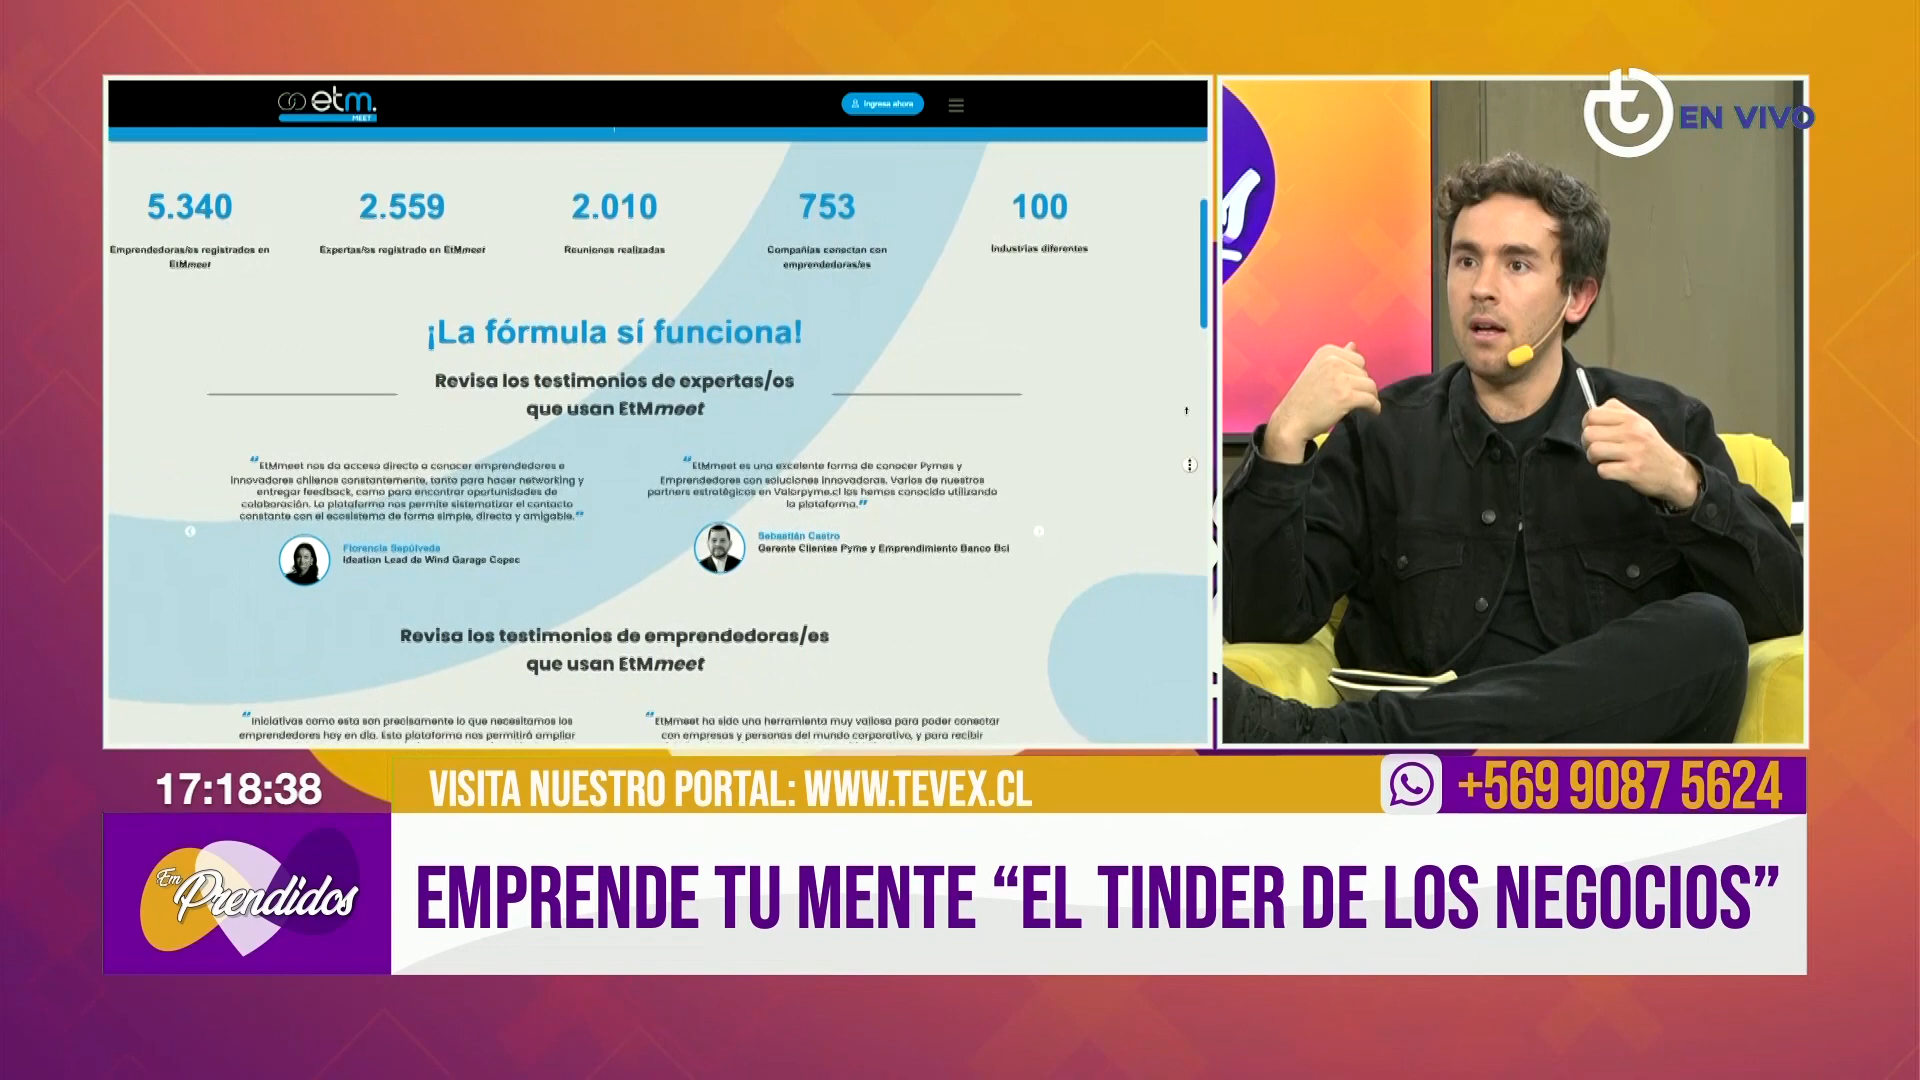 etm.
MEET
Ingresa ahora
EN VIVO
5.340
2.559
2.010
753
100
Emprendedoras/es registrados en
EtMmeet
Expertas/os registrado en EtMmeet
Reuniones realizadas
Compañías conectan con
emprendedoras/es
Industrias diferentes
¡La fórmula sí funciona!
Revisa los testimonios de expertas/os
que usan EtMmeet
“EtMmeet nos da acceso directo a conocer emprendedores e
innovadores chilenos constantemente, tanto para hacer networking y
entregar feedback, como para encontrar oportunidades de
colaboración. La plataforma nos permite sistematizar el contacto
constante con el ecosistema de forma simple, directa y amigable.“
Florencia Sepúlveda
Ideation Lead de Wind Garage Copec
“EtMmeet es una excelente forma de conocer Pymes y
Emprendedores con soluciones innovadoras. Varios de nuestros
partners estratégicos en Valorpyme.cl los hemos conocido utilizando
la plataforma.“
Sebastián Castro
Gerente Clientes Pyme y Emprendimiento Banco Bci
Revisa los testimonios de emprendedoras/es
que usan EtMmeet
“Iniciativas como esta son precisamente lo que necesitamos los
emprendedores hoy en día. Esta plataforma nos permitirá ampliar
“EtMmeet ha sido una herramienta muy valiosa para poder conectar
con empresas y personas del mundo corporativo, y para recibir
17:18:38
VISITA NUESTRO PORTAL: WWW.TEVEX.CL
+569 9087 5624
Em
Prendidos
EMPRENDE TU MENTE “EL TINDER DE LOS NEGOCIOS”